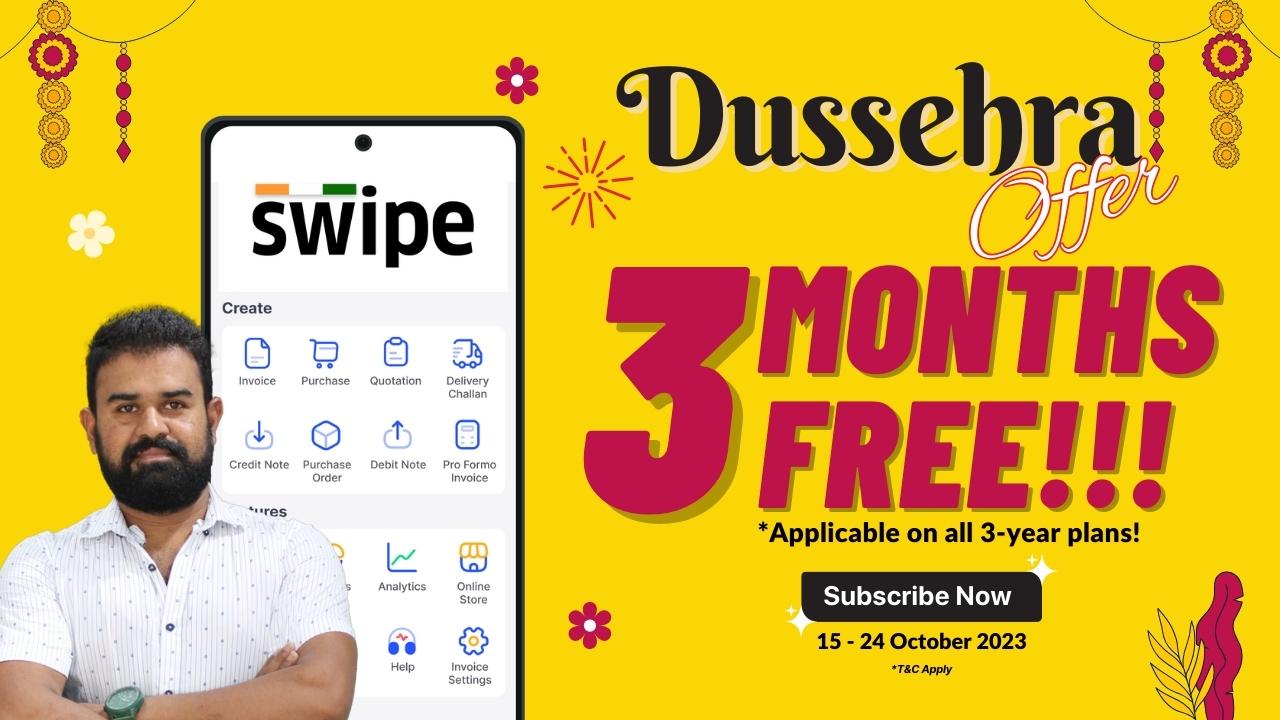 Dussehra
Offer
3 MONTHS
FREE!!!
*Applicable on all 3-year plans!
Subscribe Now
15 - 24 October 2023
*T&C Apply
swipe
Create
Invoice Purchase Quotation Delivery Challan
Credit Note Purchase Order Debit Note Pro Formo Invoice
Analytics Online Store
Help Invoice Settings